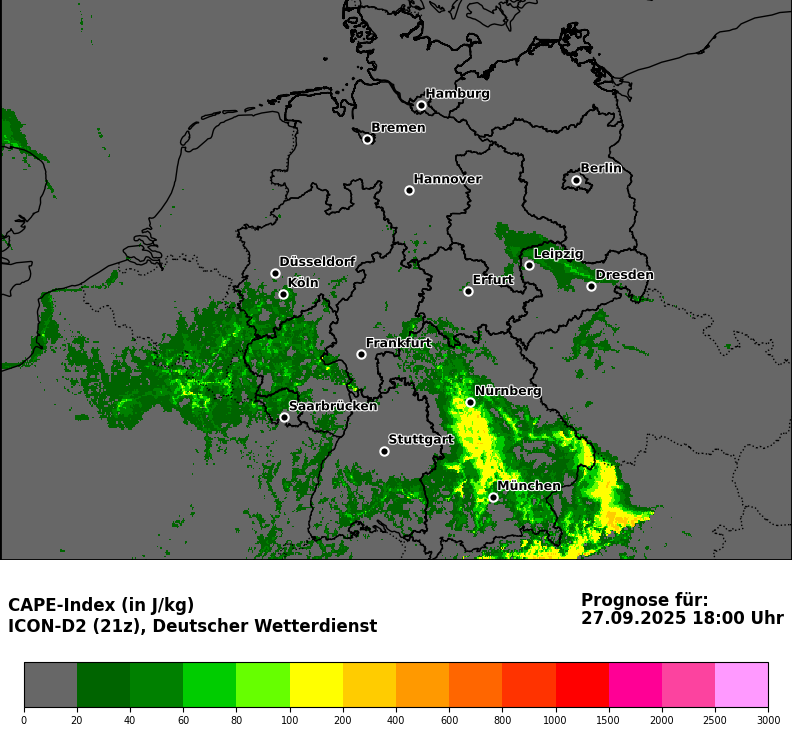 Hamburg
Bremen
Berlin
Hannover
Leipzig
Düsseldorf
Dresden
Köln
Erfurt
Frankfurt
Nürnberg
Saarbrücken
Stuttgart
München
CAPE-Index (in J/kg)
ICON-D2 (21z), Deutscher Wetterdienst
Prognose für:
27.09.2025 18:00 Uhr
0 20 40 60 80 100 200 400 600 800 1000 1500 2000 2500 3000